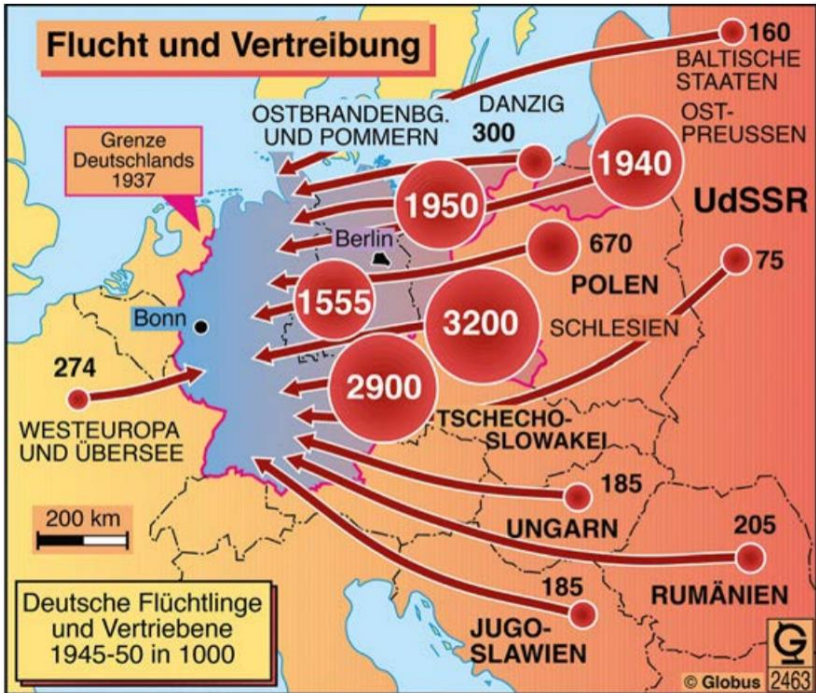 Flucht und Vertreibung
160
BALTISCHE
STAATEN
Grenze
Deutschlands
1937
OSTBRANDENBG.
UND POMMERN
DANZIG
300
OST-
PREUSSEN
1940
1950
UdSSR
Berlin
670
POLEN
75
1555
Bonn
3200
SCHLESIEN
274
WESTEUROPA
UND ÜBERSEE
2900
TSCHECHO-
SLOWAKEI
200 km
185
UNGARN
205
RUMÄNIEN
185
JUGO-
SLAWIEN
Deutsche Flüchtlinge
und Vertriebene
1945-50 in 1000
© Globus
2463